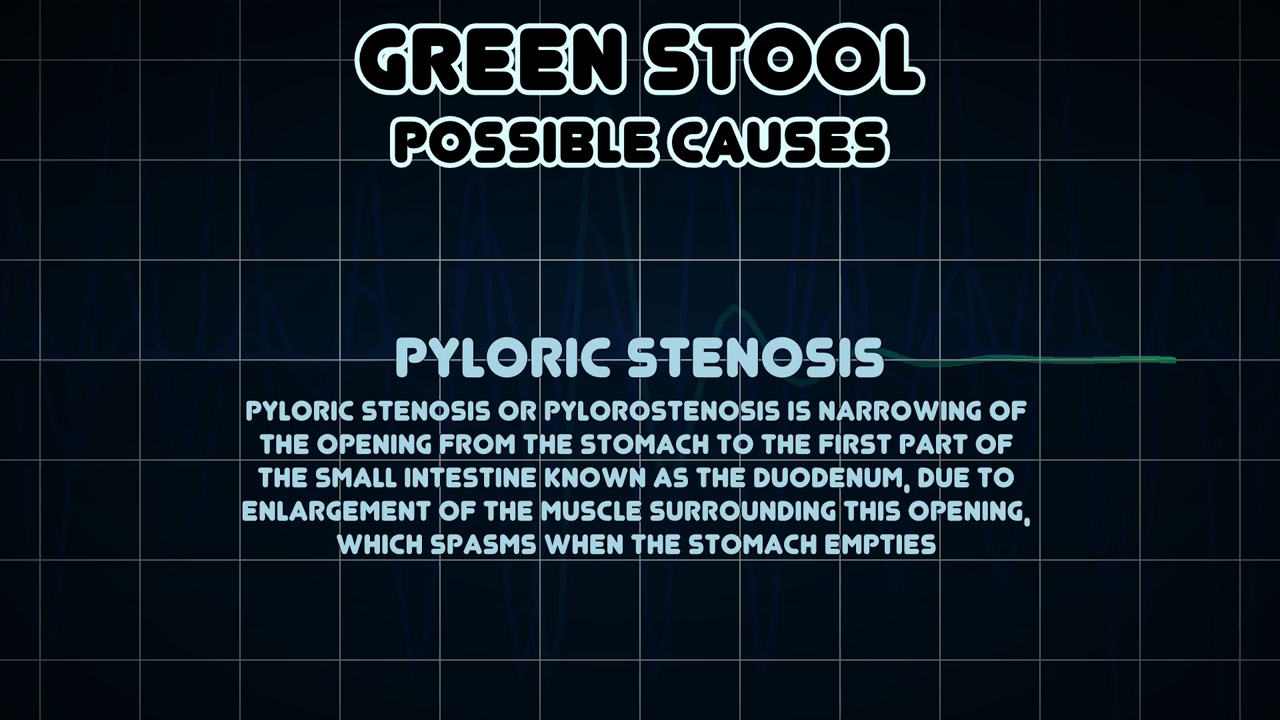 GREEN STOOL
POSSIBLE CAUSES
PYLORIC STENOSIS
PYLORIC STENOSIS OR PYLOROSTENOSIS IS NARROWING OF
THE OPENING FROM THE STOMACH TO THE FIRST PART OF
THE SMALL INTESTINE KNOWN AS THE DUODENUM, DUE TO
ENLARGEMENT OF THE MUSCLE SURROUNDING THIS OPENING,
WHICH SPASMS WHEN THE STOMACH EMPTIES